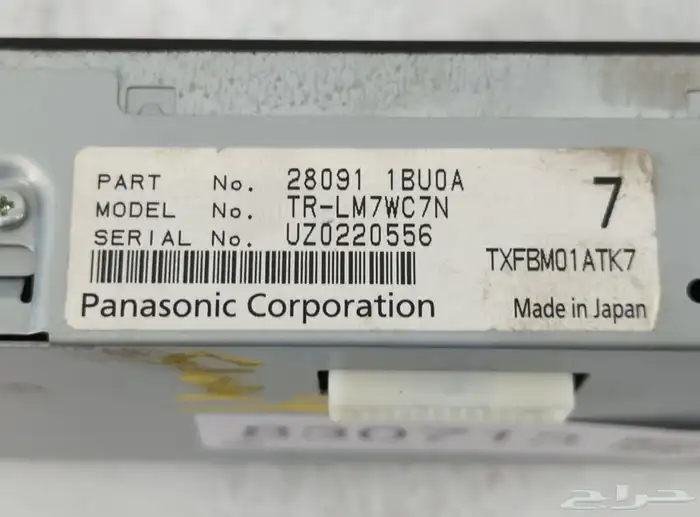 PART No. 28091 1BU0A
MODEL No. TR-LM7WC7N
SERIAL No. UZ0220556
7
TXFBM01ATK7
Panasonic Corporation
Made in Japan
حراج